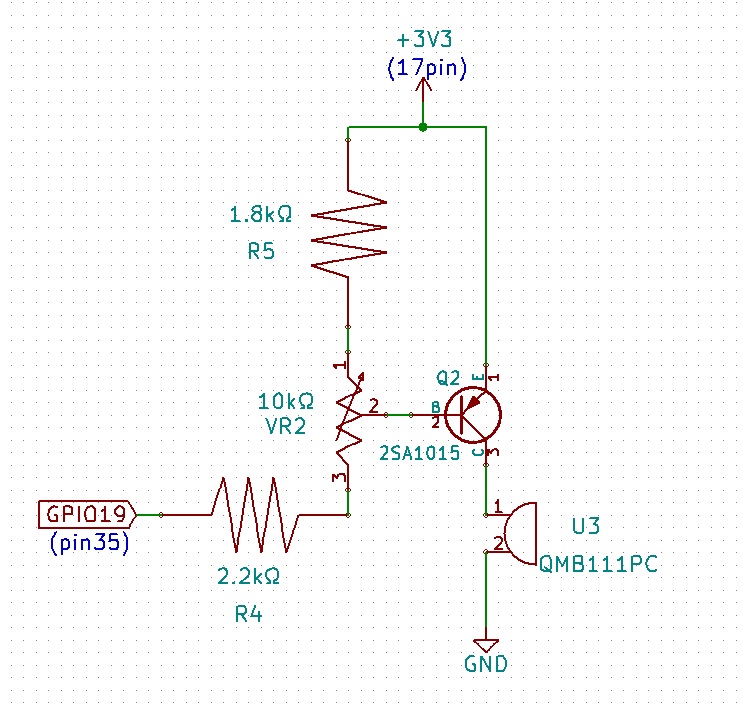 +3V3
(17pin)
1.8kΩ
R5
1
10kΩ
VR2
2
3
Q2
E
1
B
2
2SA1015
C
3
GPIO19
(pin35)
2.2kΩ
R4
1
2
U3
QMB111PC
GND